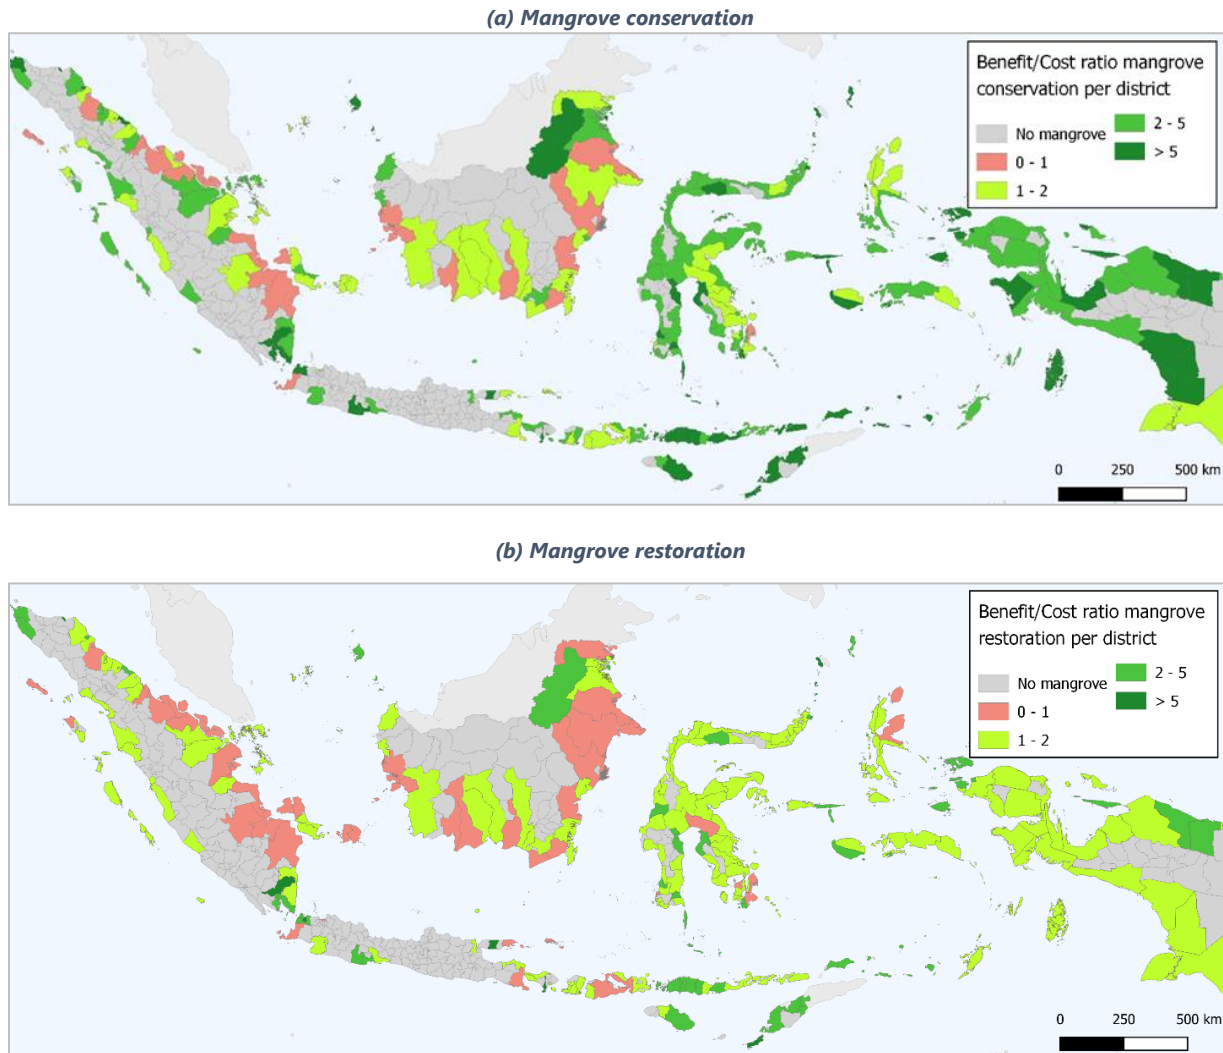 (a) Mangrove conservation
Benefit/Cost ratio mangrove
conservation per district
No mangrove
0 - 1
1 - 2
2 - 5
> 5
0 250 500 km
(b) Mangrove restoration
Benefit/Cost ratio mangrove
restoration per district
No mangrove
0 - 1
1 - 2
2 - 5
> 5
0 250 500 km